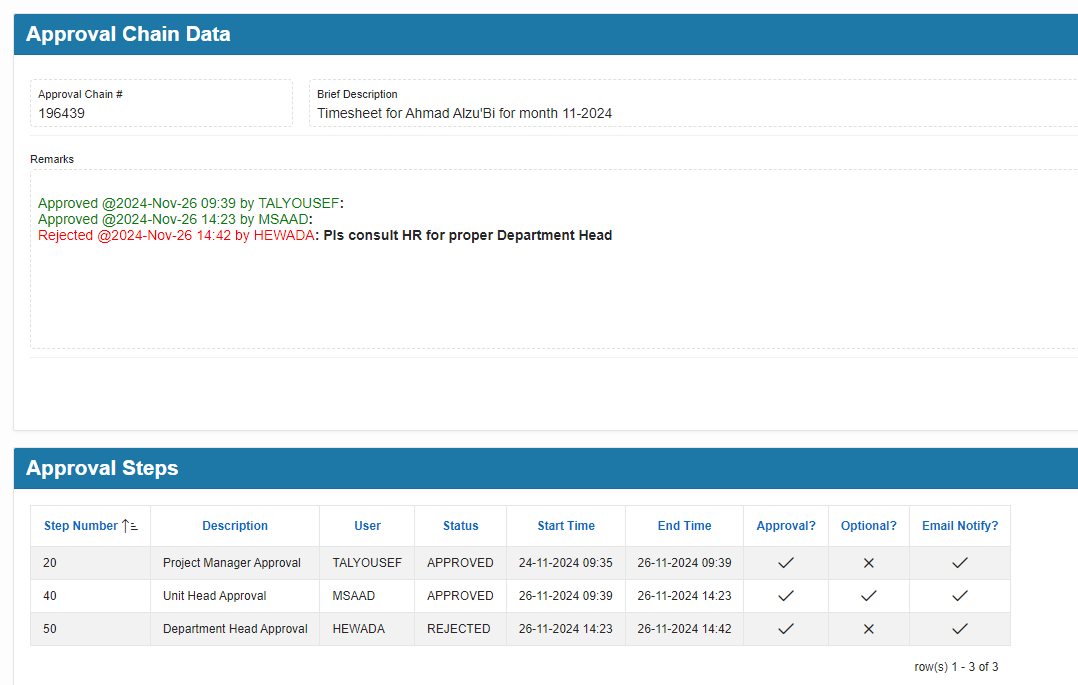 Approval Chain Data
Approval Chain # Brief Description
196439 Timesheet for Ahmad Alzu'Bi for month 11-2024
Remarks
Approved @2024-Nov-26 09:39 by TALYOUSEF:
Approved @2024-Nov-26 14:23 by MSAAD:
Rejected @2024-Nov-26 14:42 by HEWADA: Pls consult HR for proper Department Head
Approval Steps
Step Number Description User Status Start Time End Time Approval? Optional? Email Notify?
20 Project Manager Approval TALYOUSEF APPROVED 24-11-2024 09:35 26-11-2024 09:39
40 Unit Head Approval MSAAD APPROVED 26-11-2024 09:39 26-11-2024 14:23
50 Department Head Approval HEWADA REJECTED 26-11-2024 14:23 26-11-2024 14:42
row(s) 1 - 3 of 3